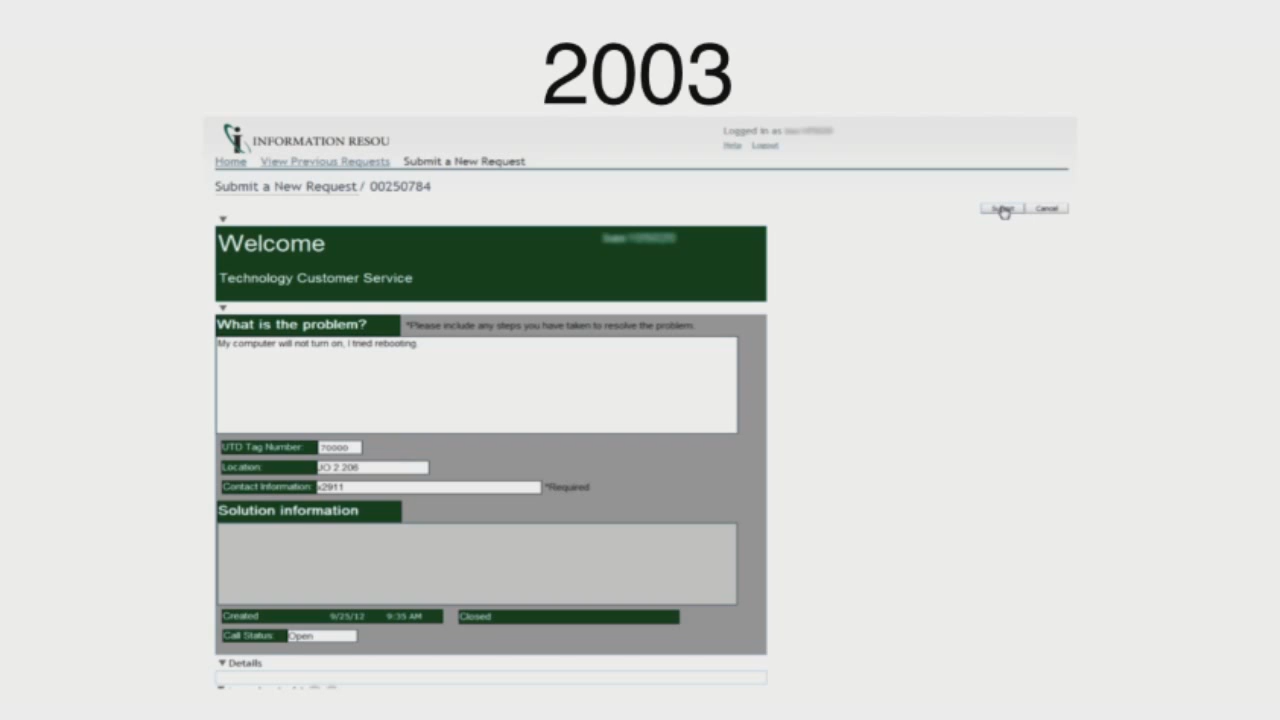 2003
INFORMATION RESOU
Logged in as
Help Logout
Home View Previous Requests Submit a New Request
Submit a New Request / 00250784
Submit Cancel
Welcome
Technology Customer Service
What is the problem? *Please include any steps you have taken to resolve the problem.
My computer will not turn on, I tried rebooting.
UTD Tag Number: 70000
Location: JO 2.206
Contact Information: x2911 *Required
Solution information
Created 9/25/12 9:35 AM Closed
Call Status: Open
Details